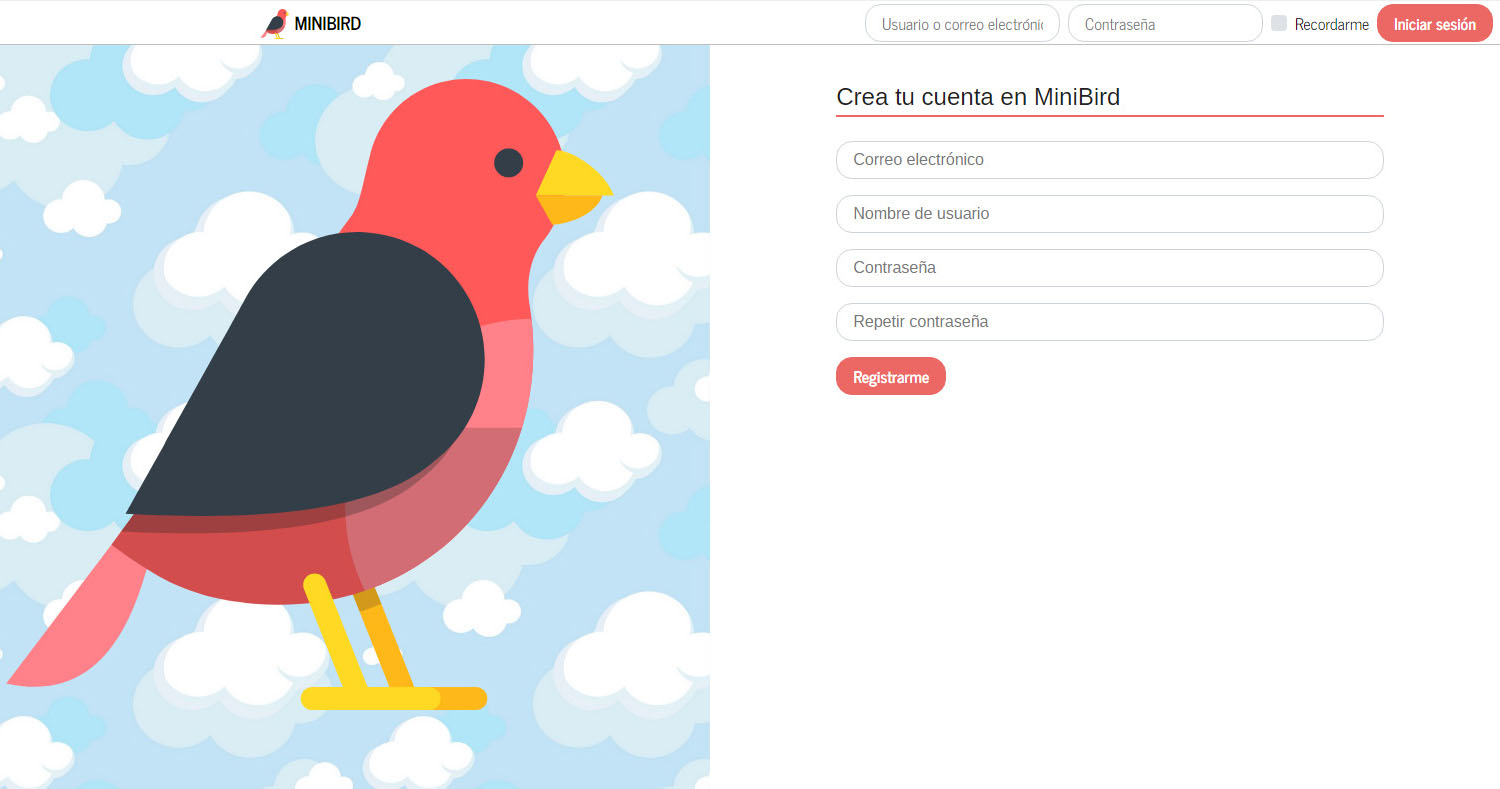 MINIBIRD
Usuario o correo electrónic
Contraseña
Recordarme
Iniciar sesión
Crea tu cuenta en MiniBird
Correo electrónico
Nombre de usuario
Contraseña
Repetir contraseña
Registrarme